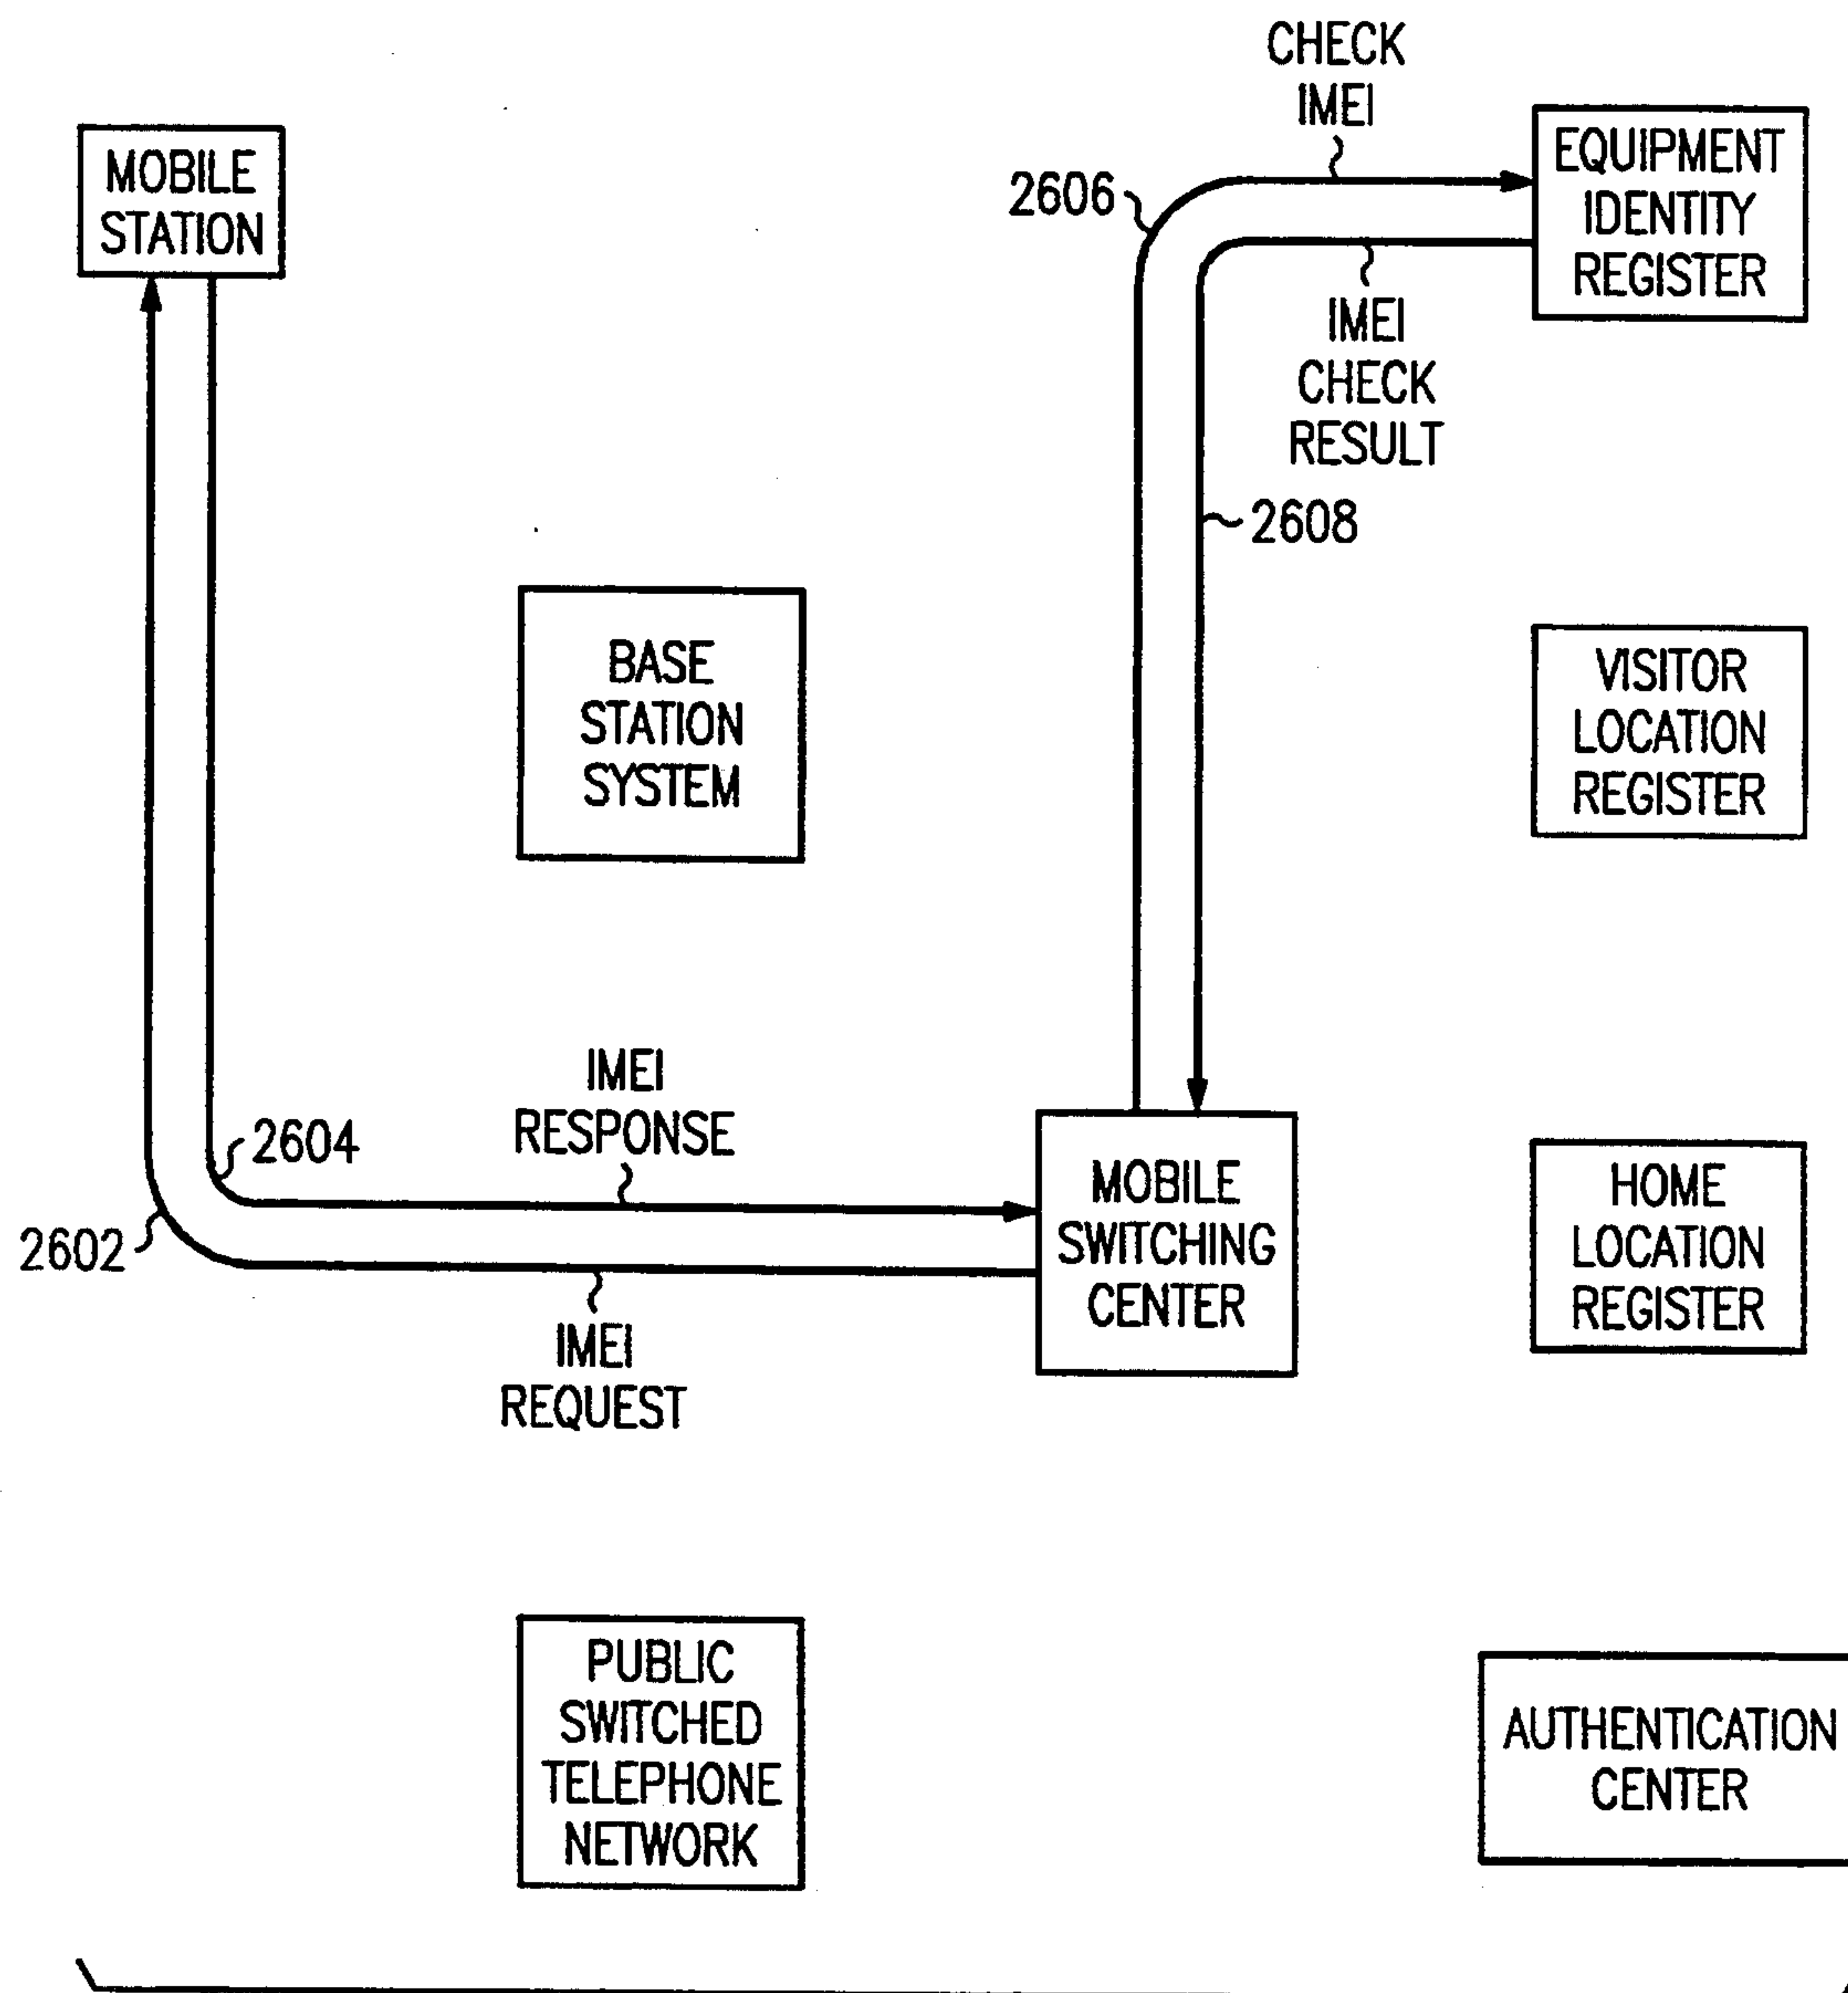 CHECK
IMEI
MOBILE
STATION
EQUIPMENT
IDENTITY
REGISTER
2606
IMEI
CHECK
RESULT
2608
BASE
STATION
SYSTEM
VISITOR
LOCATION
REGISTER
IMEI
RESPONSE
2604
2602
MOBILE
SWITCHING
CENTER
HOME
LOCATION
REGISTER
IMEI
REQUEST
PUBLIC
SWITCHED
TELEPHONE
NETWORK
AUTHENTICATION
CENTER